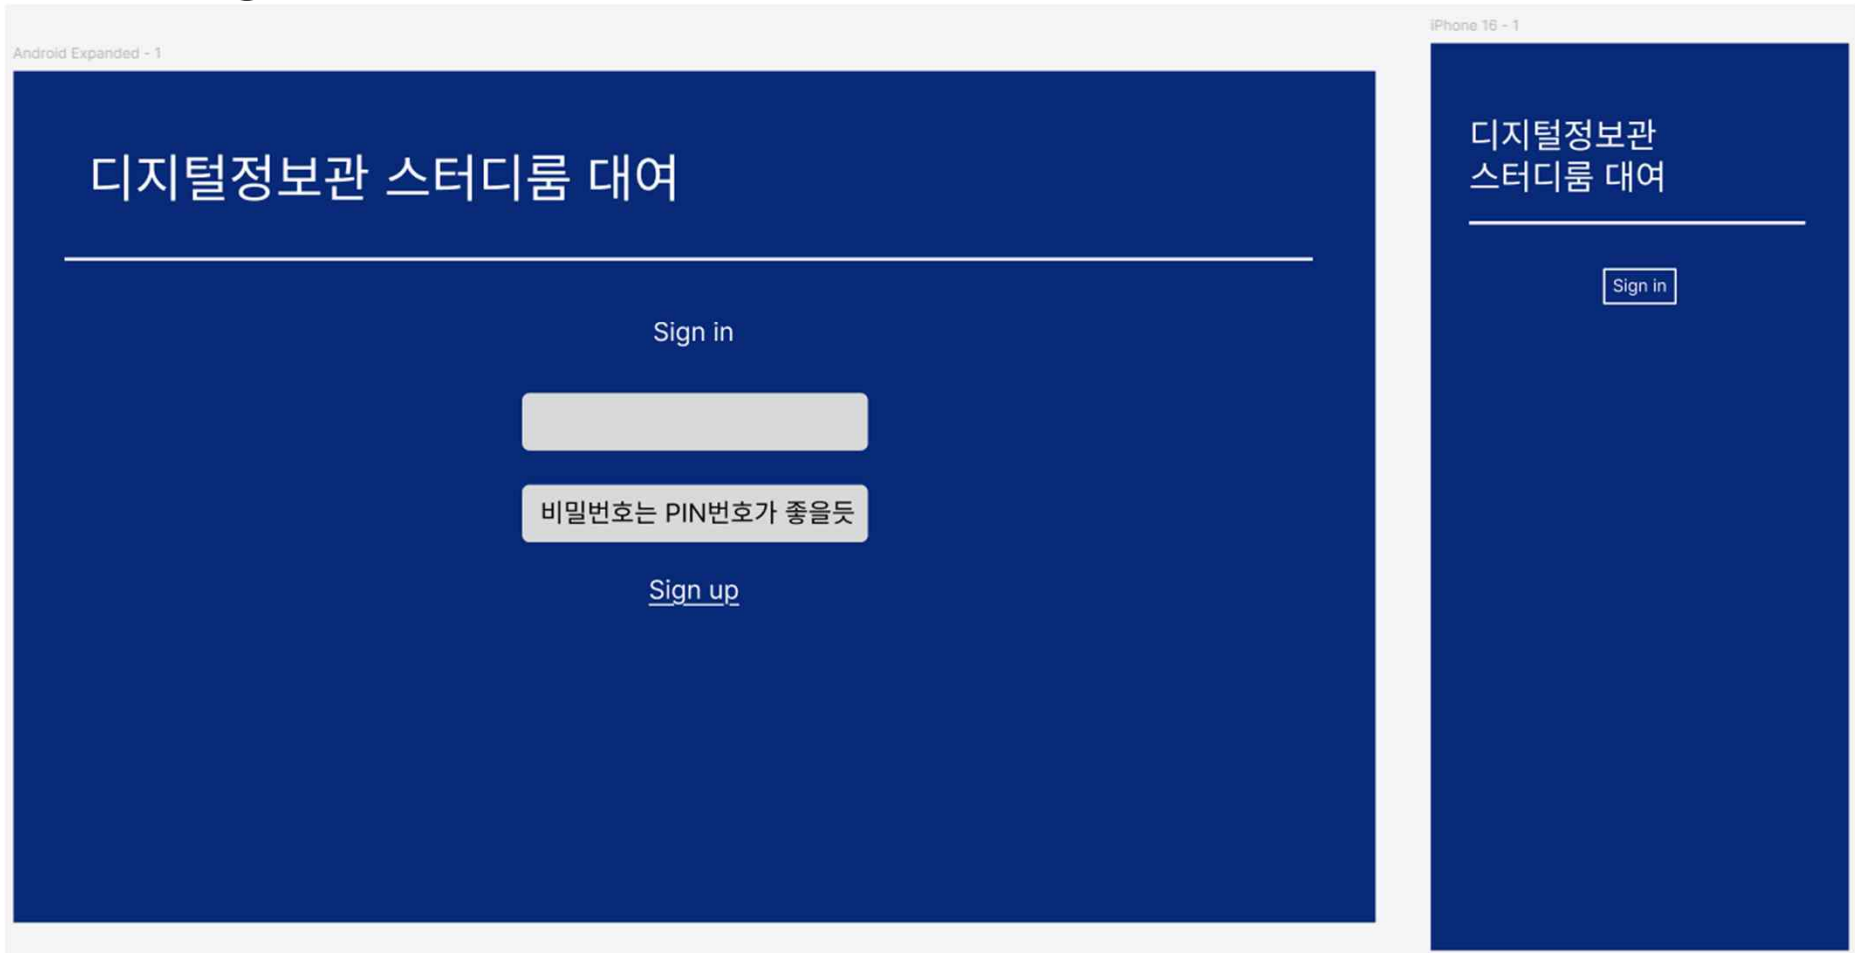 Android Expanded - 1
디지털정보관 스터디룸 대여
Sign in
비밀번호는 PIN번호가 좋을듯
Sign up
iPhone 16 - 1
디지털정보관
스터디룸 대여
Sign in